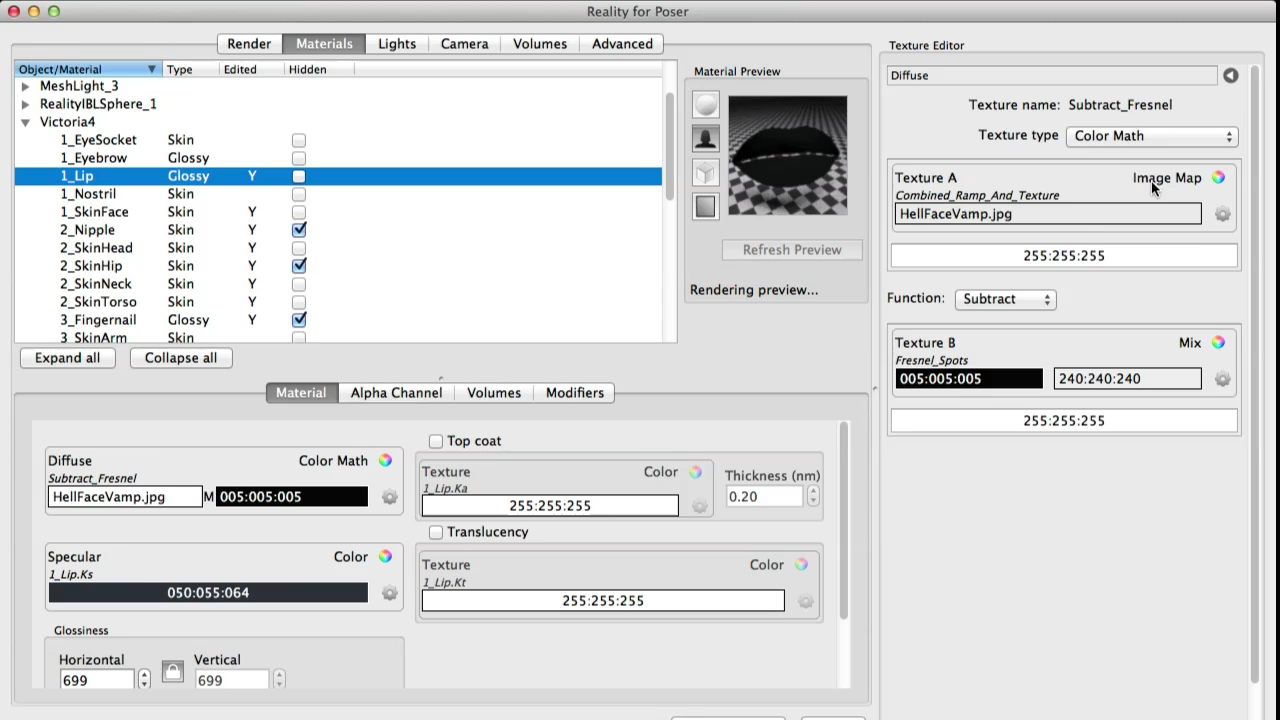 Reality for Poser
Render Materials Lights Camera Volumes Advanced
Object/Material Type Edited Hidden
MeshLight_3
RealityIBLSphere_1
Victoria4
1_EyeSocket Skin
1_Eyebrow Glossy
1_Lip Glossy Y
1_Nostril Skin
1_SkinFace Skin Y
2_Nipple Skin Y
2_SkinHead Skin Y
2_SkinHip Skin Y
2_SkinNeck Skin Y
2_SkinTorso Skin Y
3_Fingernail Glossy Y
3_SkinArm Skin Y
Expand all Collapse all
Material Preview
Refresh Preview
Rendering preview...
Material Alpha Channel Volumes Modifiers
Diffuse Color Math
Subtract_Fresnel
HellFaceVamp.jpg M 005:005:005
Specular Color
1_Lip.Ks
050:055:064
Glossiness
Horizontal Vertical
699 699
Top coat
Texture Color
1_Lip.Ka
255:255:255
Thickness (nm)
0.20
Translucency
Texture Color
1_Lip.Kt
255:255:255
Texture Editor
Diffuse
Texture name: Subtract_Fresnel
Texture type Color Math
Texture A Image Map
Combined_Ramp_And_Texture
HellFaceVamp.jpg
255:255:255
Function: Subtract
Texture B Mix
Fresnel_Spots
005:005:005 240:240:240
255:255:255